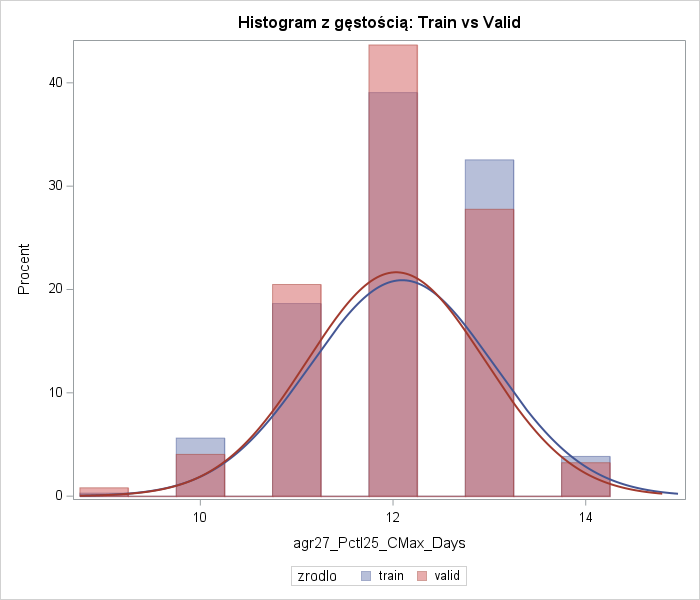 Histogram z gęstością: Train vs Valid
40
30
20
10
0
Procent
10 12 14
agr27_Pctl25_CMax_Days
zrodlo train valid